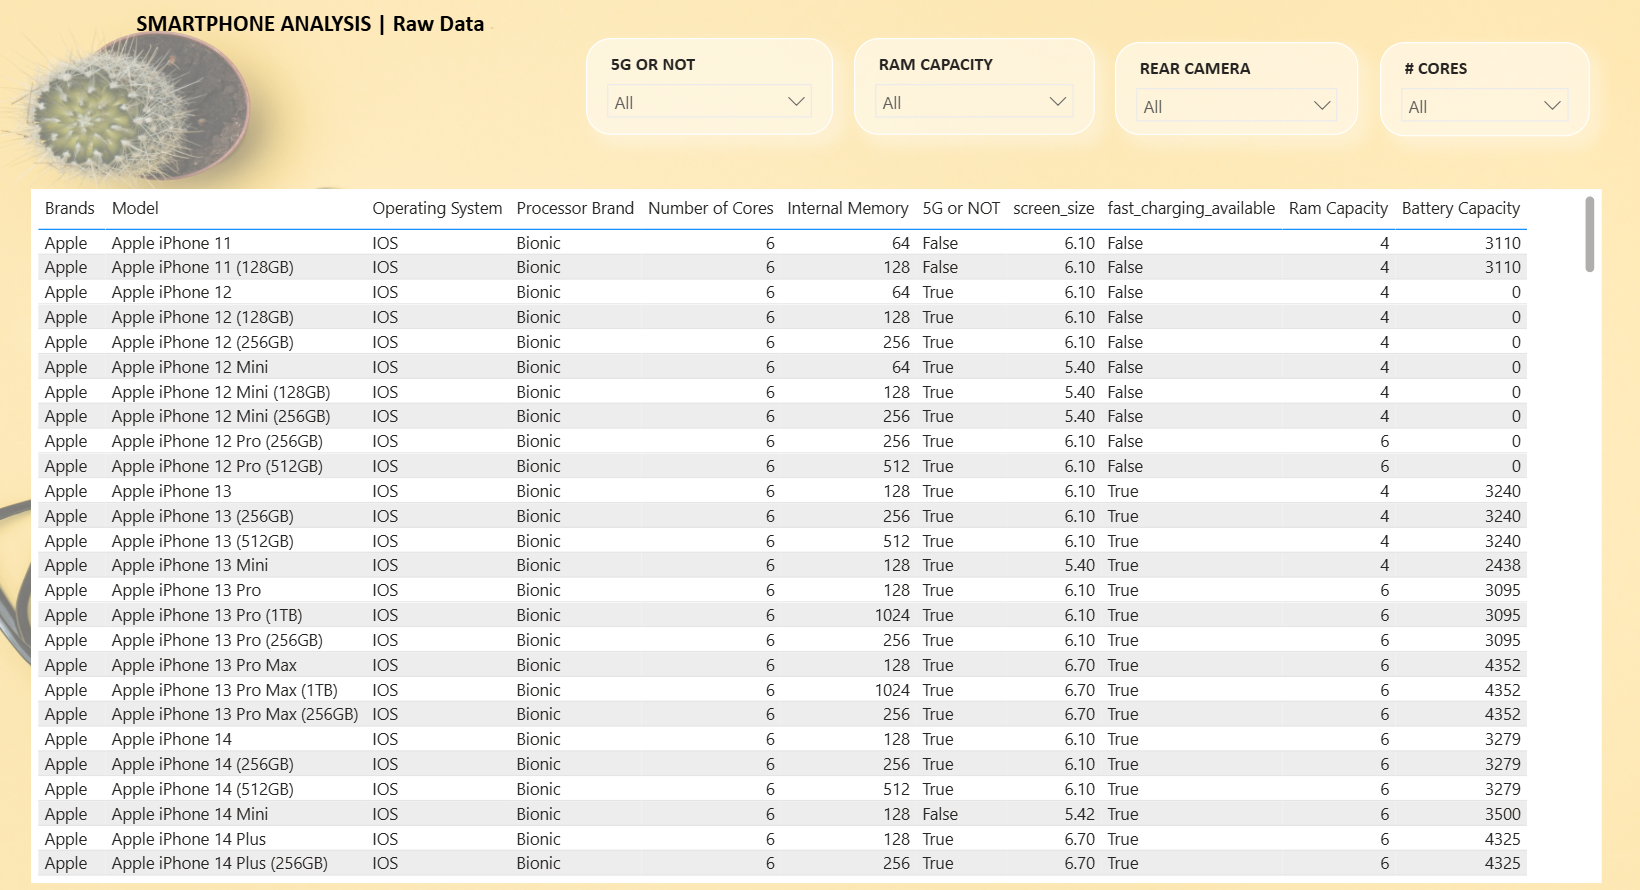 SMARTPHONE ANALYSIS | Raw Data
5G OR NOT
All
RAM CAPACITY
All
REAR CAMERA
All
# CORES
All
Brands Model Operating System Processor Brand Number of Cores Internal Memory 5G or NOT screen_size fast_charging_available Ram Capacity Battery Capacity
Apple Apple iPhone 11 IOS Bionic 6 64 False 6.10 False 4 3110
Apple Apple iPhone 11 (128GB) IOS Bionic 6 128 False 6.10 False 4 3110
Apple Apple iPhone 12 IOS Bionic 6 64 True 6.10 False 4 0
Apple Apple iPhone 12 (128GB) IOS Bionic 6 128 True 6.10 False 4 0
Apple Apple iPhone 12 (256GB) IOS Bionic 6 256 True 6.10 False 4 0
Apple Apple iPhone 12 Mini IOS Bionic 6 64 True 5.40 False 4 0
Apple Apple iPhone 12 Mini (128GB) IOS Bionic 6 128 True 5.40 False 4 0
Apple Apple iPhone 12 Mini (256GB) IOS Bionic 6 256 True 5.40 False 4 0
Apple Apple iPhone 12 Pro (256GB) IOS Bionic 6 256 True 6.10 False 6 0
Apple Apple iPhone 12 Pro (512GB) IOS Bionic 6 512 True 6.10 False 6 0
Apple Apple iPhone 13 IOS Bionic 6 128 True 6.10 True 4 3240
Apple Apple iPhone 13 (256GB) IOS Bionic 6 256 True 6.10 True 4 3240
Apple Apple iPhone 13 (512GB) IOS Bionic 6 512 True 6.10 True 4 3240
Apple Apple iPhone 13 Mini IOS Bionic 6 128 True 5.40 True 4 2438
Apple Apple iPhone 13 Pro IOS Bionic 6 128 True 6.10 True 6 3095
Apple Apple iPhone 13 Pro (1TB) IOS Bionic 6 1024 True 6.10 True 6 3095
Apple Apple iPhone 13 Pro (256GB) IOS Bionic 6 256 True 6.10 True 6 3095
Apple Apple iPhone 13 Pro Max IOS Bionic 6 128 True 6.70 True 6 4352
Apple Apple iPhone 13 Pro Max (1TB) IOS Bionic 6 1024 True 6.70 True 6 4352
Apple Apple iPhone 13 Pro Max (256GB) IOS Bionic 6 256 True 6.70 True 6 4352
Apple Apple iPhone 14 IOS Bionic 6 128 True 6.10 True 6 3279
Apple Apple iPhone 14 (256GB) IOS Bionic 6 256 True 6.10 True 6 3279
Apple Apple iPhone 14 (512GB) IOS Bionic 6 512 True 6.10 True 6 3279
Apple Apple iPhone 14 Mini IOS Bionic 6 128 False 5.42 True 6 3500
Apple Apple iPhone 14 Plus IOS Bionic 6 128 True 6.70 True 6 4325
Apple Apple iPhone 14 Plus (256GB) IOS Bionic 6 256 True 6.70 True 6 4325